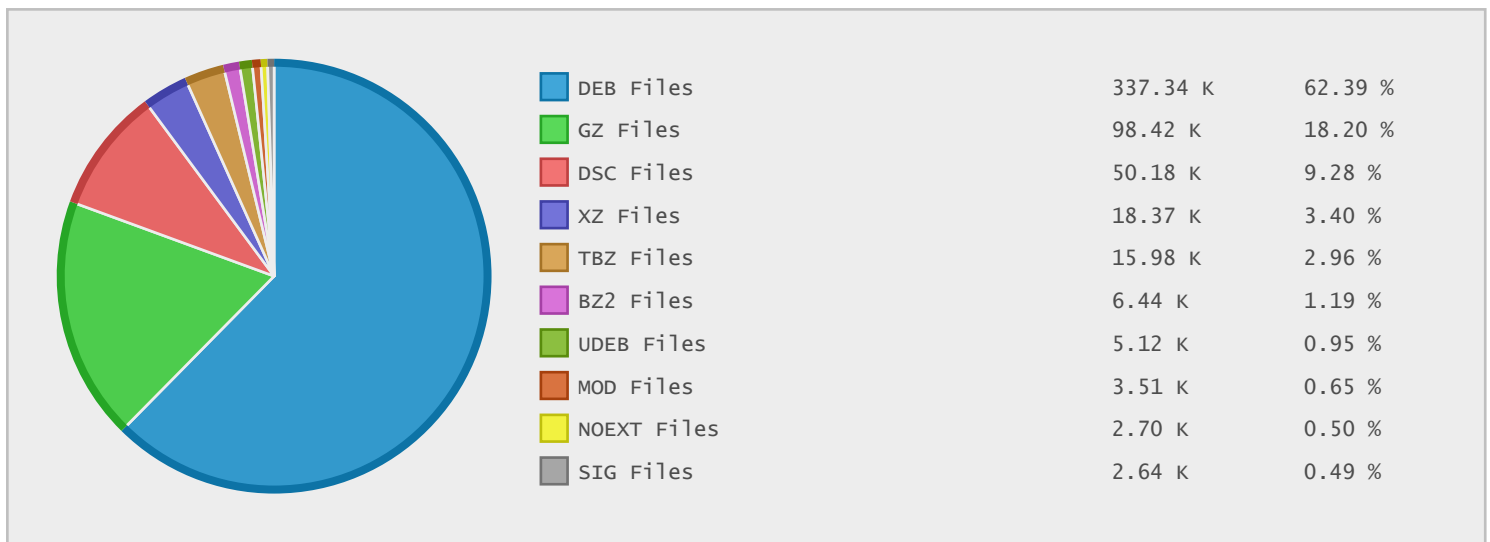 DEB Files 337.34 K 62.39 %
GZ Files 98.42 K 18.20 %
DSC Files 50.18 K 9.28 %
XZ Files 18.37 K 3.40 %
TBZ Files 15.98 K 2.96 %
BZ2 Files 6.44 K 1.19 %
UDEB Files 5.12 K 0.95 %
MOD Files 3.51 K 0.65 %
NOEXT Files 2.70 K 0.50 %
SIG Files 2.64 K 0.49 %